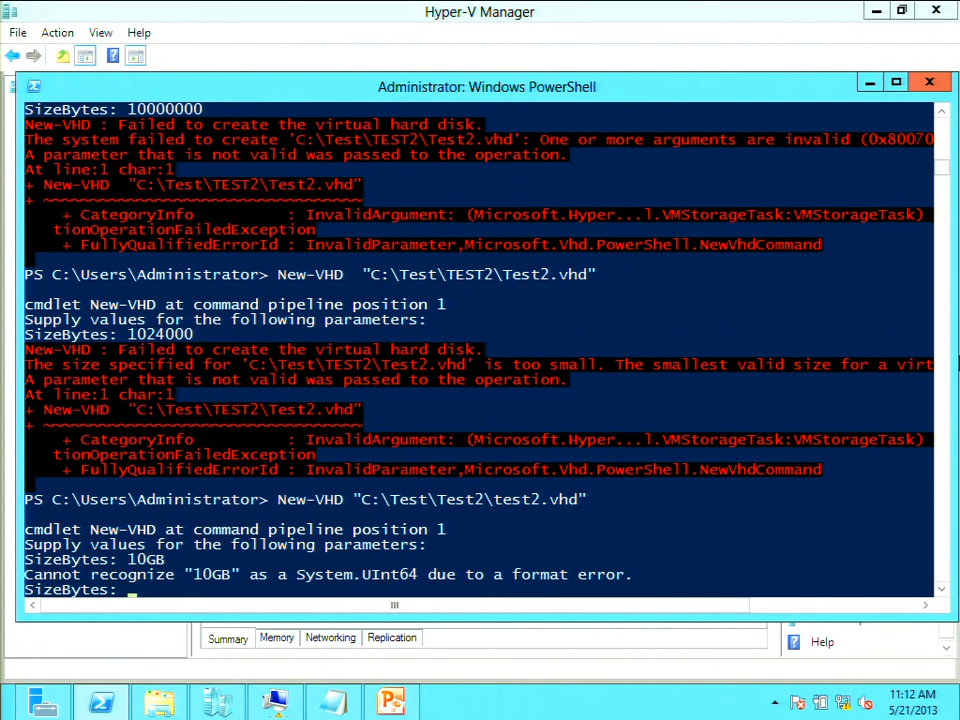 Hyper-V Manager
File Action View Help
Administrator: Windows PowerShell
SizeBytes: 10000000
New-VHD : Failed to create the virtual hard disk.
The system failed to create 'C:\Test\TEST2\Test2.vhd': One or more arguments are invalid (0x80070
A parameter that is not valid was passed to the operation.
At line:1 char:1
+ New-VHD  "C:\Test\TEST2\Test2.vhd"
+ ~~~~~~~~~~~~~~~~~~~~~~~~~~~~~~~~~~
    + CategoryInfo          : InvalidArgument: (Microsoft.Hyper...l.VMStorageTask:VMStorageTask)
   tionOperationFailedException
    + FullyQualifiedErrorId : InvalidParameter,Microsoft.Vhd.PowerShell.NewVhdCommand
PS C:\Users\Administrator> New-VHD  "C:\Test\TEST2\Test2.vhd"
cmdlet New-VHD at command pipeline position 1
Supply values for the following parameters:
SizeBytes: 1024000
New-VHD : Failed to create the virtual hard disk.
The size specified for 'C:\Test\TEST2\Test2.vhd' is too small. The smallest valid size for a virt
A parameter that is not valid was passed to the operation.
At line:1 char:1
+ New-VHD  "C:\Test\TEST2\Test2.vhd"
+ ~~~~~~~~~~~~~~~~~~~~~~~~~~~~~~~~~~
    + CategoryInfo          : InvalidArgument: (Microsoft.Hyper...l.VMStorageTask:VMStorageTask)
   tionOperationFailedException
    + FullyQualifiedErrorId : InvalidParameter,Microsoft.Vhd.PowerShell.NewVhdCommand
PS C:\Users\Administrator> New-VHD "C:\Test\Test2\test2.vhd"
cmdlet New-VHD at command pipeline position 1
Supply values for the following parameters:
SizeBytes: 10GB
Cannot recognize "10GB" as a System.UInt64 due to a format error.
SizeBytes: _
Summary Memory Networking Replication
Help
11:12 AM
5/21/2013